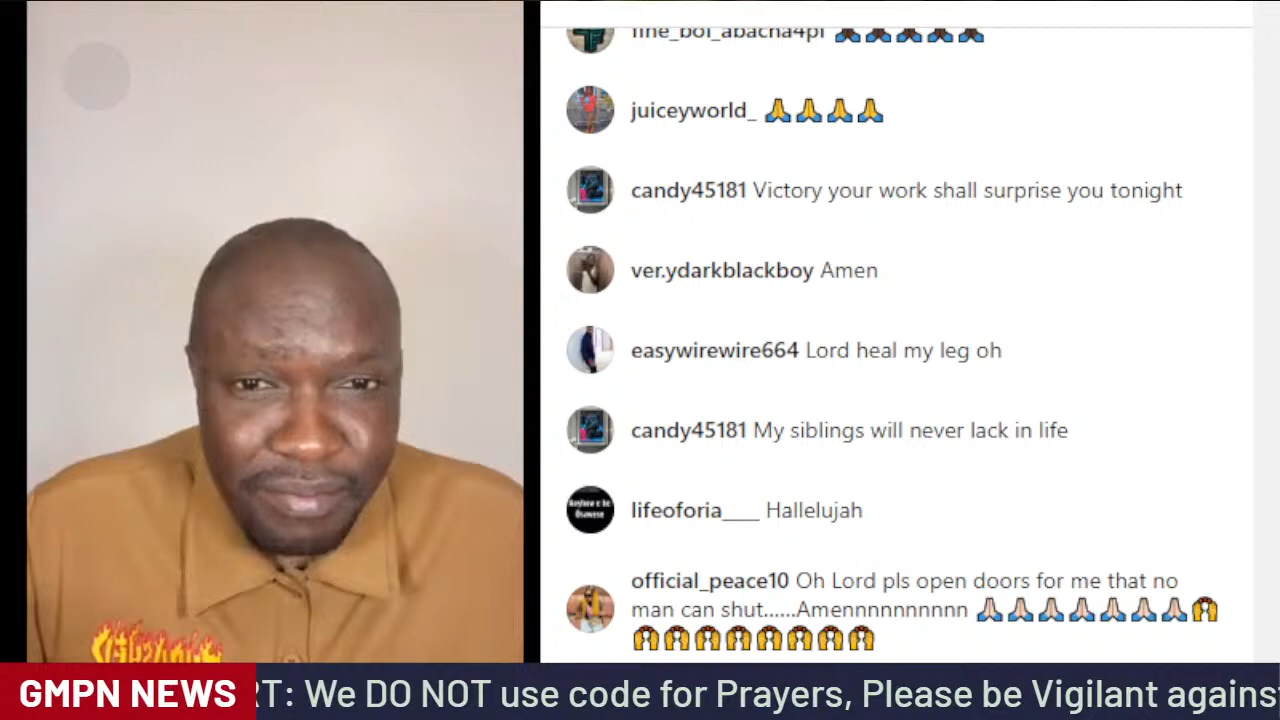 fine_boi_abacha4pf 🙏🏿🙏🏿🙏🏿🙏🏿🙏🏿
juiceyworld_ 🙏🙏🙏🙏
candy45181 Victory your work shall surprise you tonight
ver.ydarkblackboy Amen
easywirewire664 Lord heal my leg oh
candy45181 My siblings will never lack in life
lifeoforia____ Hallelujah
official_peace10 Oh Lord pls open doors for me that no
man can shut......Amennnnnnnnnn 🙏🏻🙏🏻🙏🏻🙏🏻🙏🏻🙏🏻🙏🏻🙌
🙌🙌🙌🙌🙌🙌🙌🙌
GMPN NEWS
RT: We DO NOT use code for Prayers, Please be Vigilant agains